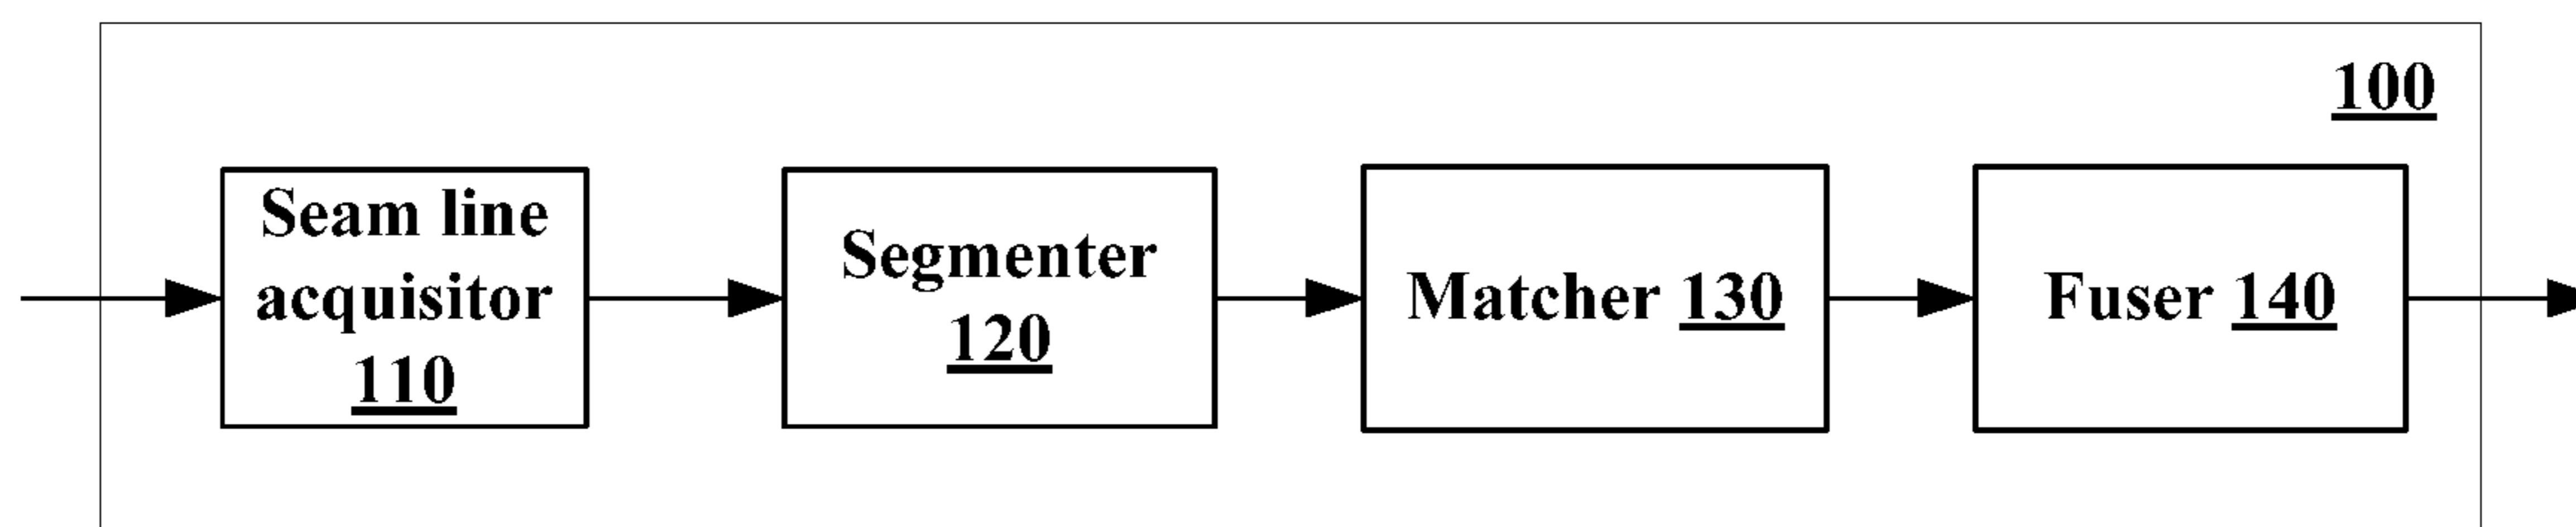 100
Seam line
acquisitor
110
Segmenter
120
Matcher 130
Fuser 140